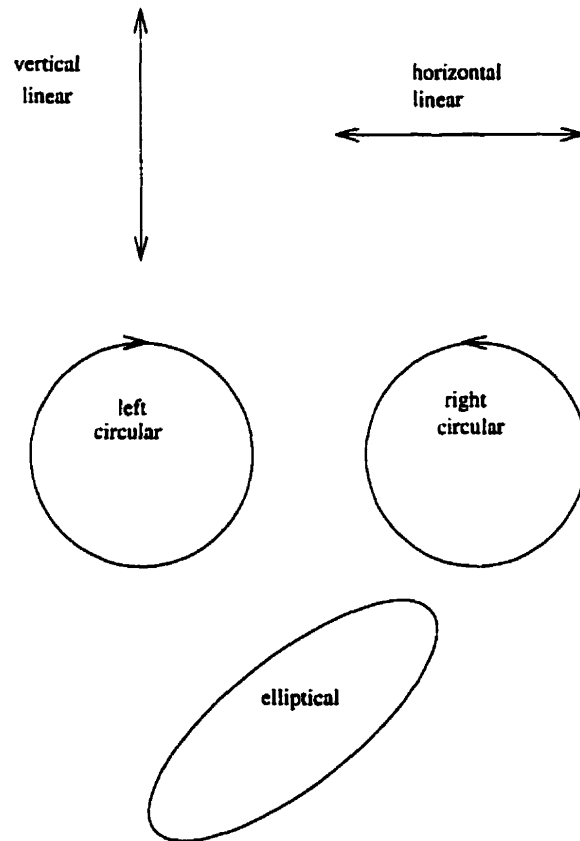 vertical
linear
horizontal
linear
left
circular
right
circular
elliptical